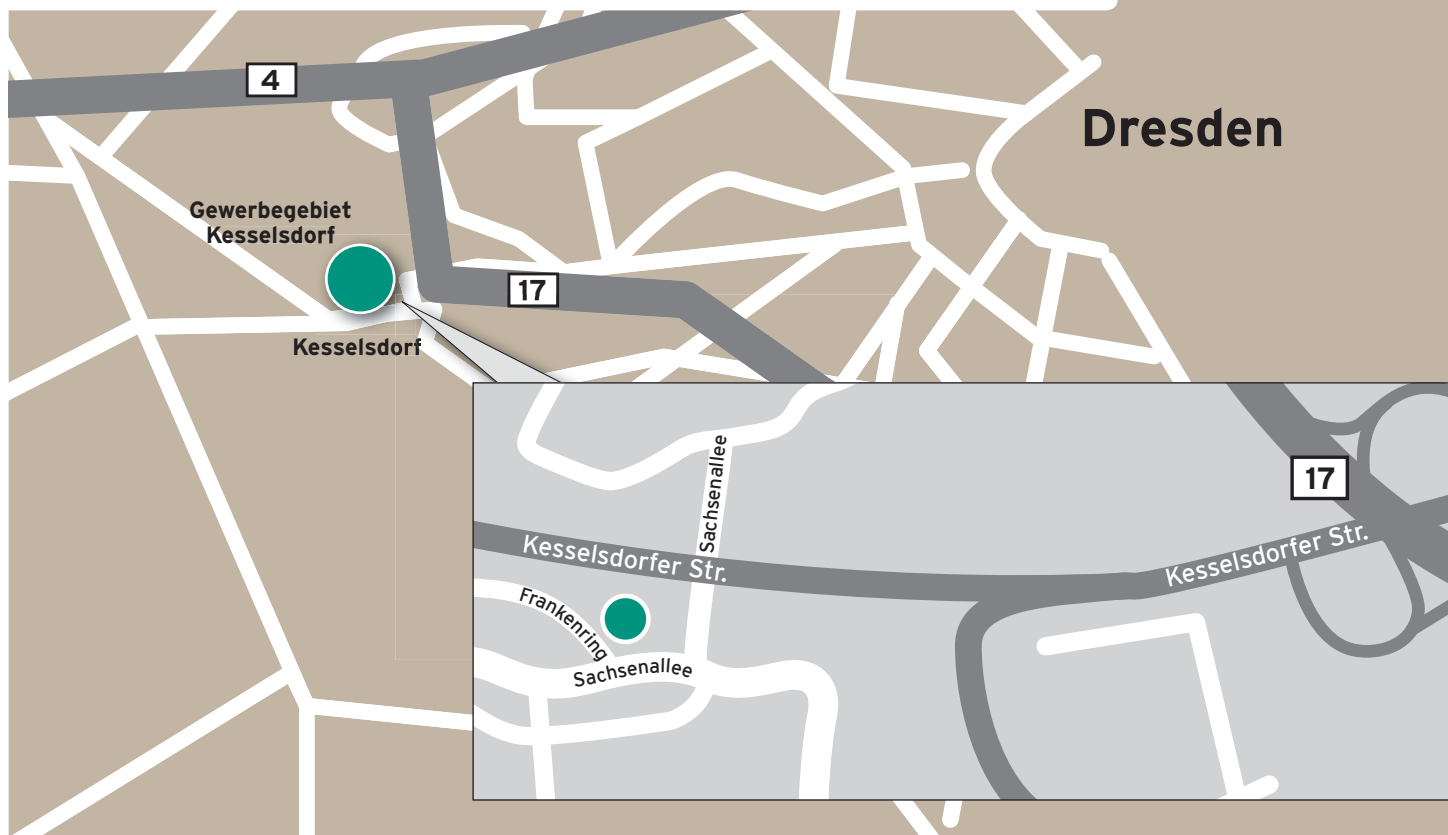 4
Dresden
Gewerbegebiet
Kesselsdorf
17
Kesselsdorf
Sachsenallee
17
Kesselsdorfer Str.
Kesselsdorfer Str.
Frankenring
Sachsenallee